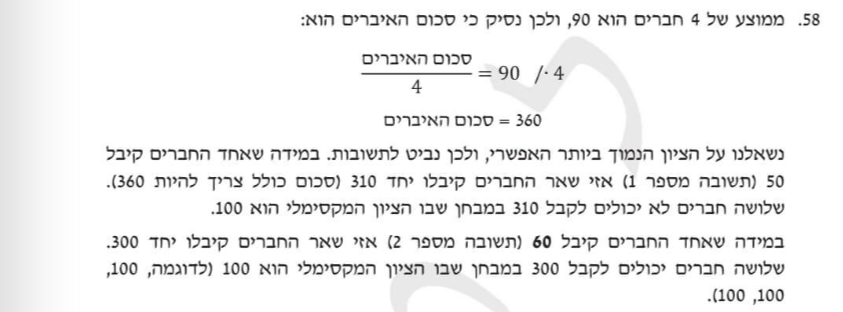 58. ממוצע של 4 חברים הוא 90, ולכן נסיק כי סכום האיברים הוא:
סכום האיברים / 4 = 90 /· 4
סכום האיברים = 360
נשאלנו על הציון הנמוך ביותר האפשרי, ולכן נביט לתשובות. במידה שאחד החברים קיבל
50 (תשובה מספר 1) אזי שאר החברים קיבלו יחד 310 (סכום כולל צריך להיות 360).
שלושה חברים לא יכולים לקבל 310 במבחן שבו הציון המקסימלי הוא 100.
במידה שאחד החברים קיבל 60 (תשובה מספר 2) אזי שאר החברים קיבלו יחד 300.
שלושה חברים יכולים לקבל 300 במבחן שבו הציון המקסימלי הוא 100 (לדוגמה, 100,
100, 100).